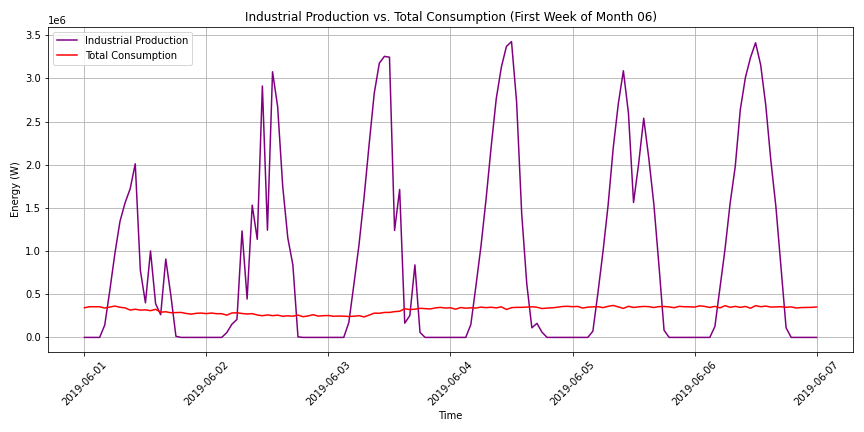 Industrial Production vs. Total Consumption (First Week of Month 06)
1e6
Industrial Production
Total Consumption
3.5
3.0
2.5
2.0
1.5
1.0
0.5
0.0
Energy (W)
2019-06-01
2019-06-02
2019-06-03
2019-06-04
2019-06-05
2019-06-06
2019-06-07
Time